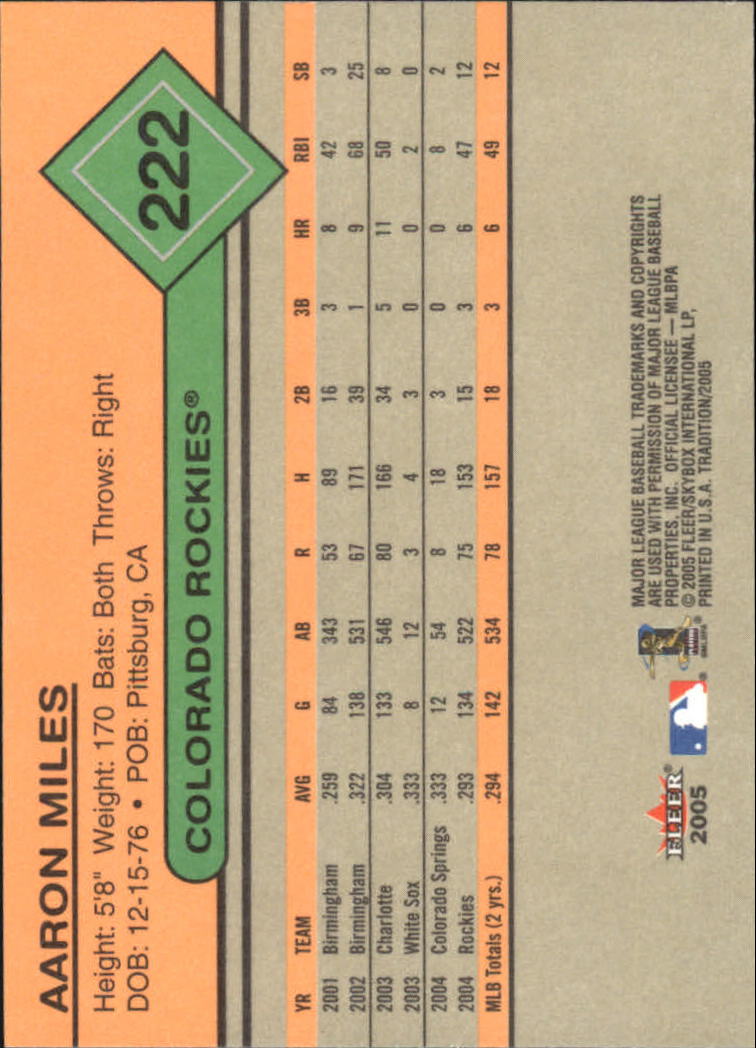 AARON MILES
Height: 5'8" Weight: 170 Bats: Both Throws: Right
DOB: 12-15-76 • POB: Pittsburg, CA
222
COLORADO ROCKIES®
YR TEAM AVG G AB R H 2B 3B HR RBI SB
2001 Birmingham .259 84 343 53 89 16 3 8 42 3
2002 Birmingham .322 138 531 67 171 39 1 9 68 25
2003 Charlotte .304 133 546 80 166 34 5 11 50 8
2003 White Sox .333 8 12 3 4 3 0 0 2 0
2004 Colorado Springs .333 12 54 8 18 3 0 0 8 2
2004 Rockies .293 134 522 75 153 15 3 6 47 12
MLB Totals (2 yrs.) .294 142 534 78 157 18 3 6 49 12
FLEER®
2005
MAJOR LEAGUE BASEBALL TRADEMARKS AND COPYRIGHTS
ARE USED WITH PERMISSION OF MAJOR LEAGUE BASEBALL
PROPERTIES, INC. OFFICIAL LICENSEE — MLBPA
© 2005 FLEER/SKYBOX INTERNATIONAL LP,
PRINTED IN U.S.A. TRADITION/2005